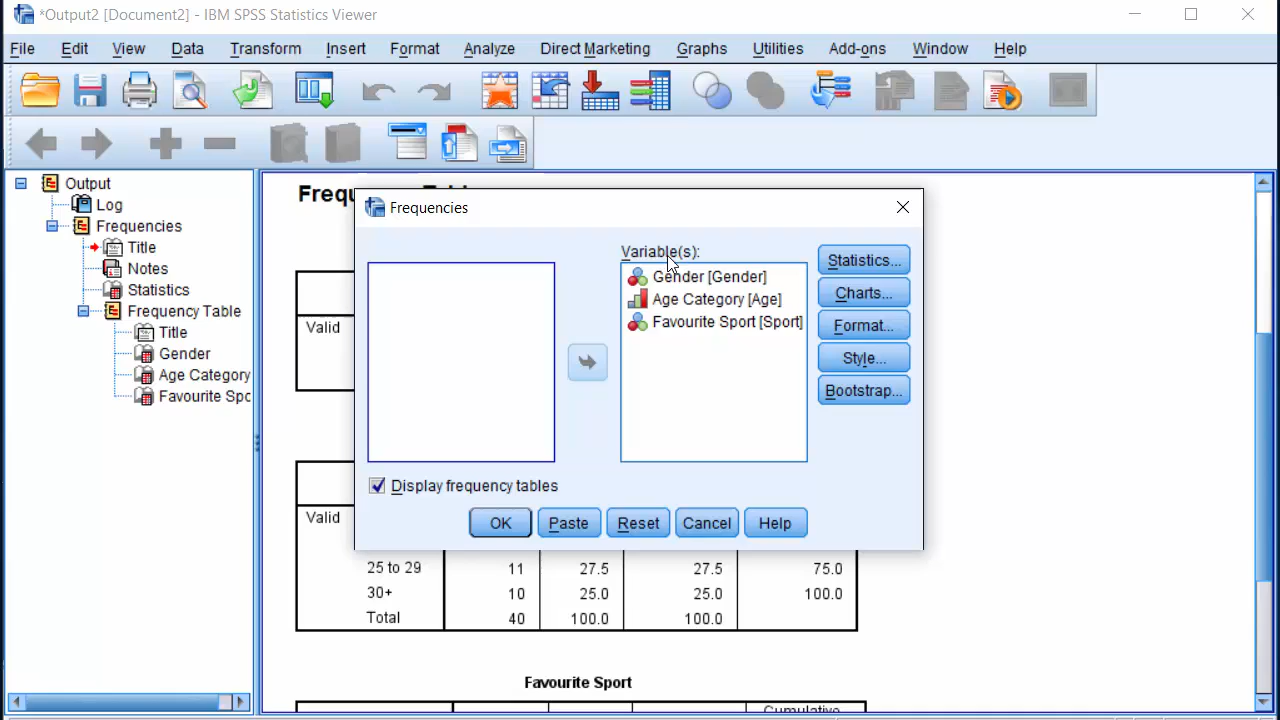 *Output2 [Document2] - IBM SPSS Statistics Viewer
File Edit View Data Transform Insert Format Analyze Direct Marketing Graphs Utilities Add-ons Window Help
Output
Log
Frequencies
Title
Notes
Statistics
Frequency Table
Title
Gender
Age Category
Favourite Spo
Frequencies
Variable(s):
Gender [Gender]
Age Category [Age]
Favourite Sport [Sport]
Statistics...
Charts...
Format...
Style...
Bootstrap...
Display frequency tables
OK Paste Reset Cancel Help
Valid
Valid
25 to 29 11 27.5 27.5 75.0
30+ 10 25.0 25.0 100.0
Total 40 100.0 100.0
Favourite Sport
Cumulative